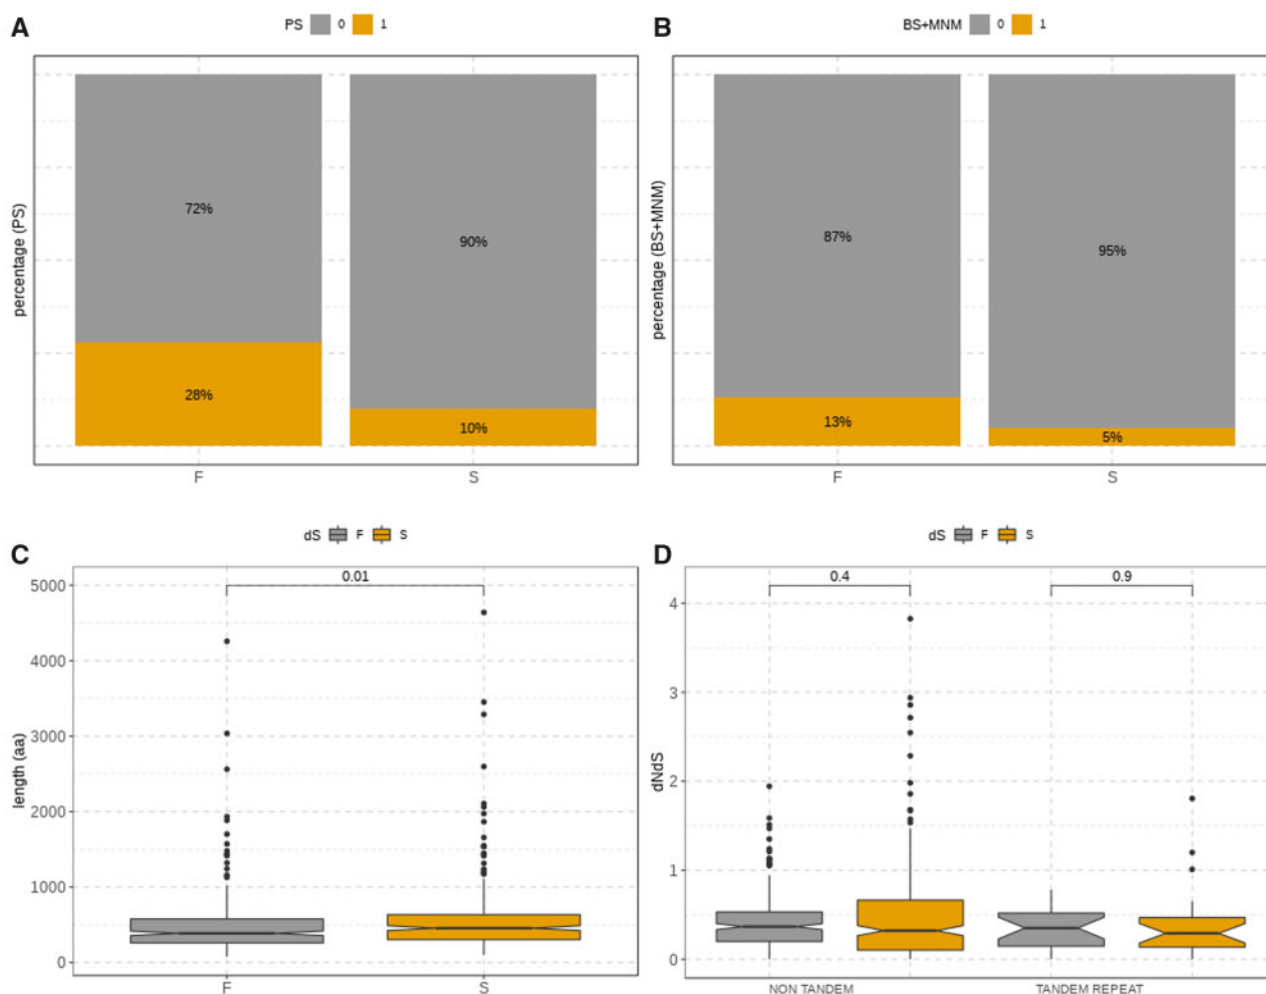 A
PS 0 1
percentage (PS)
72%
28%
90%
10%
F S
B
BS+MNM 0 1
percentage (BS+MNM)
87%
13%
95%
5%
F S
C
dS F S
length (aa)
5000
4000
3000
2000
1000
0
0.01
F S
D
dS F S
dNdS
4
3
2
1
0
0.4
0.9
NON TANDEM TANDEM REPEAT